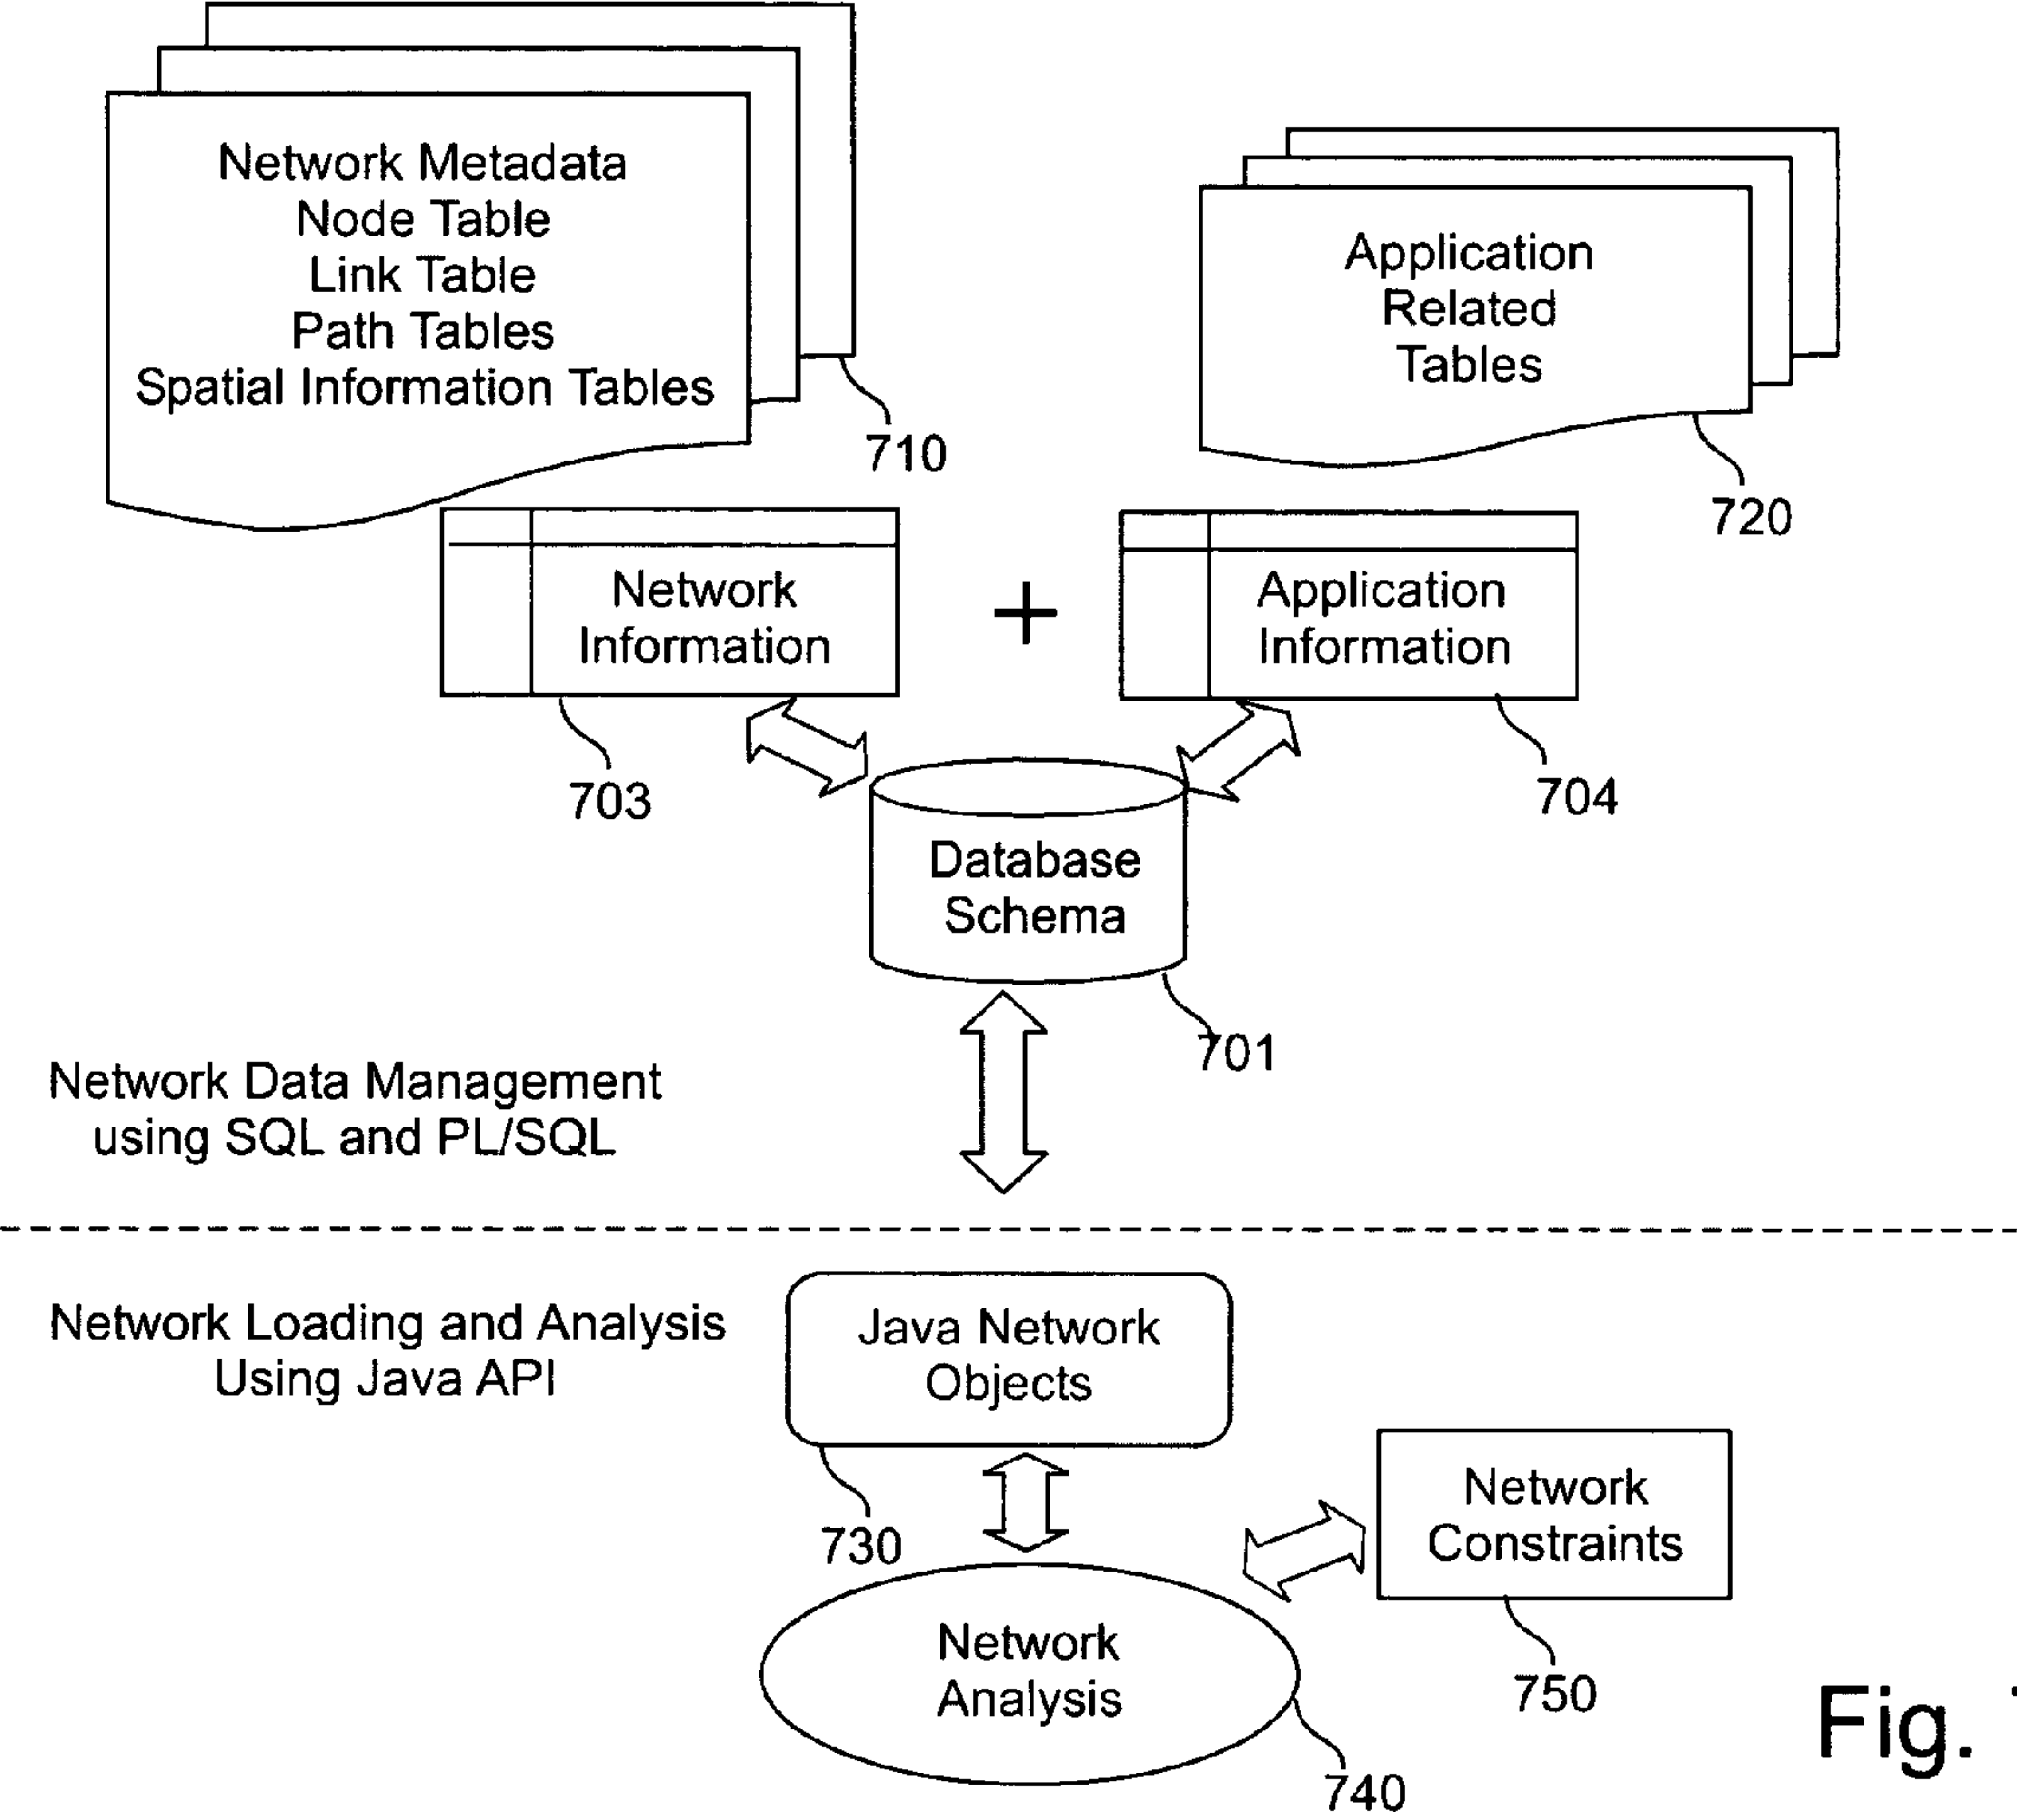 Network Metadata
Node Table
Link Table
Path Tables
Spatial Information Tables
710
Application
Related
Tables
720
Network
Information
+
Application
Information
703
704
Database
Schema
701
Network Data Management
using SQL and PL/SQL
Network Loading and Analysis
Using Java API
Java Network
Objects
730
Network
Constraints
750
Network
Analysis
740
Fig.